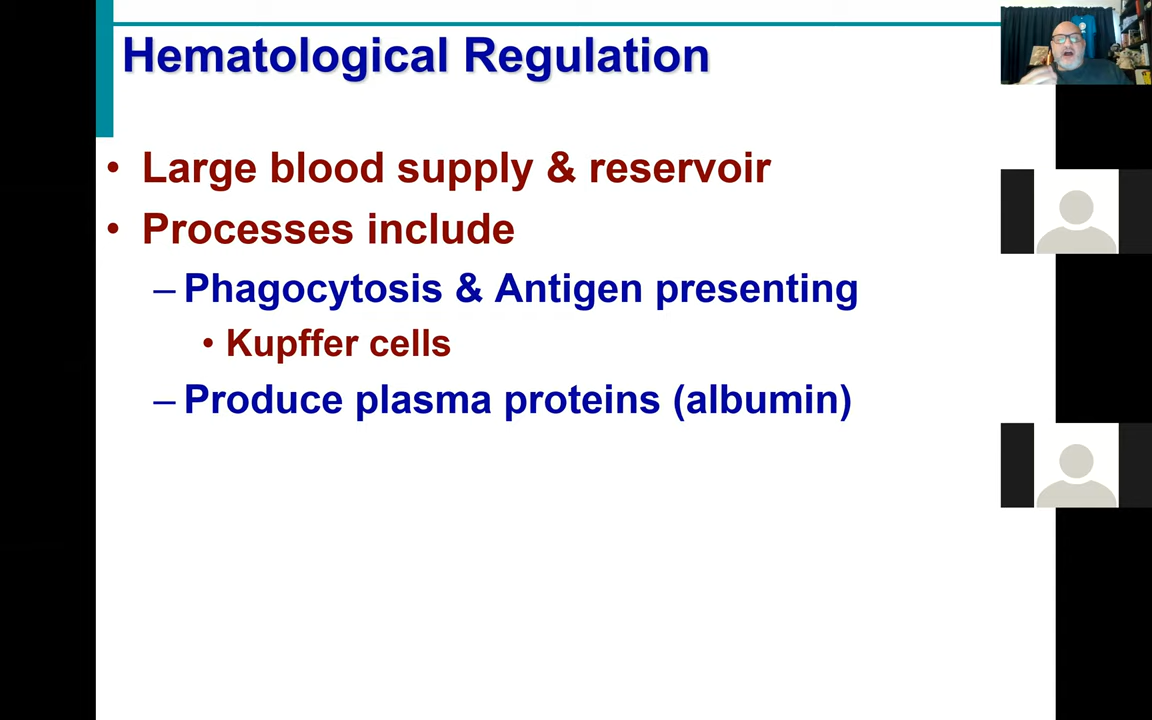 Hematological Regulation
• Large blood supply & reservoir
• Processes include
– Phagocytosis & Antigen presenting
• Kupffer cells
– Produce plasma proteins (albumin)